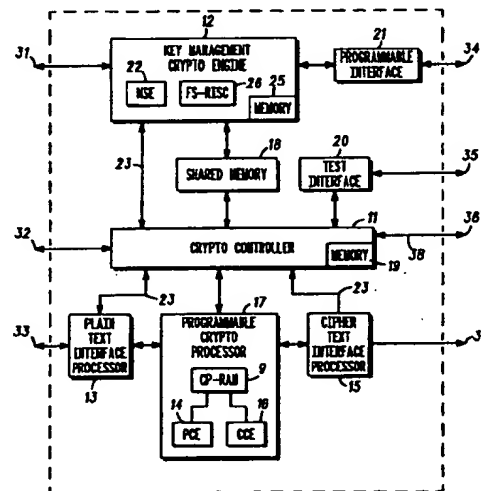 12
KEY MANAGEMENT
CRYPTO ENGINE
22
NSE
26
FS-RISC
25
MEMORY
21
PROGRAMMABLE
INTERFACE
31
34
23
18
SHARED MEMORY
20
TEST
INTERFACE
35
11
36
32
CRYPTO CONTROLLER
MEMORY
19
38
23
17
23
33
PLAIN
TEXT
INTERFACE
PROCESSOR
13
PROGRAMMABLE
CRYPTO
PROCESSOR
9
CP-RAM
14
PCE
16
CCE
CIPHER
TEXT
INTERFACE
PROCESSOR
15
3